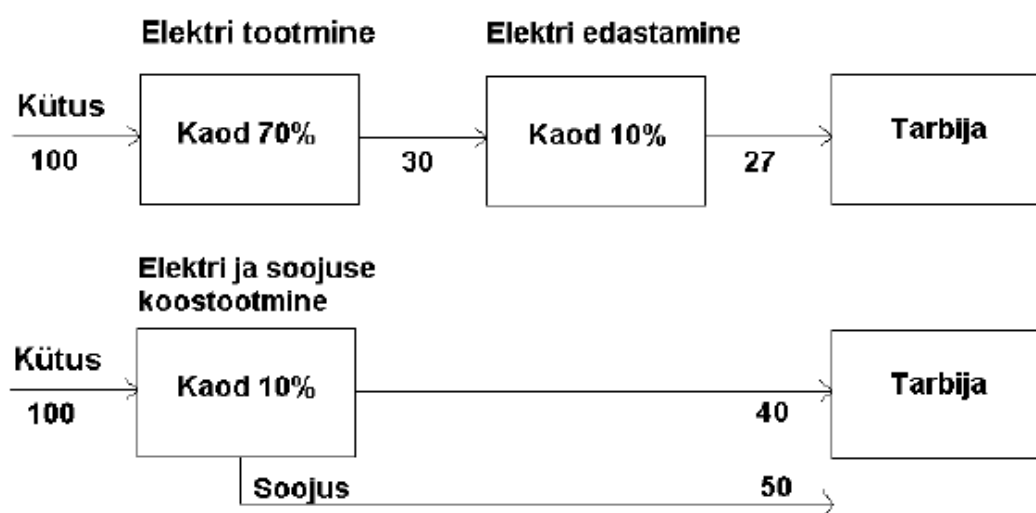 Elektri tootmine
Elektri edastamine
Kütus
100
Kaod 70%
30
Kaod 10%
27
Tarbija
Elektri ja soojuse
koostootmine
Kütus
100
Kaod 10%
40
Tarbija
Soojus
50